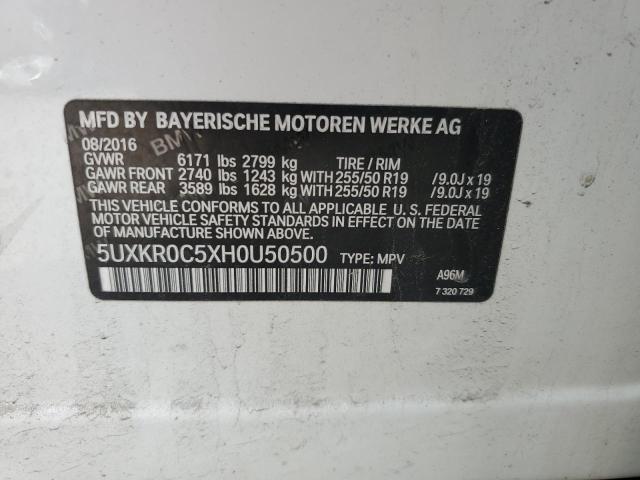 MFD BY BAYERISCHE MOTOREN WERKE AG
08/2016
GVWR 6171 lbs 2799 kg TIRE / RIM
GAWR FRONT 2740 lbs 1243 kg WITH 255/50 R19 /9.0J x 19
GAWR REAR 3589 lbs 1628 kg WITH 255/50 R19 /9.0J x 19
THIS VEHICLE CONFORMS TO ALL APPLICABLE U. S. FEDERAL
MOTOR VEHICLE SAFETY STANDARDS IN EFFECT ON THE DATE
OF MANUFACTURE SHOWN ABOVE.
5UXKR0C5XH0U50500 TYPE: MPV
A96M
7 320 729
BMW